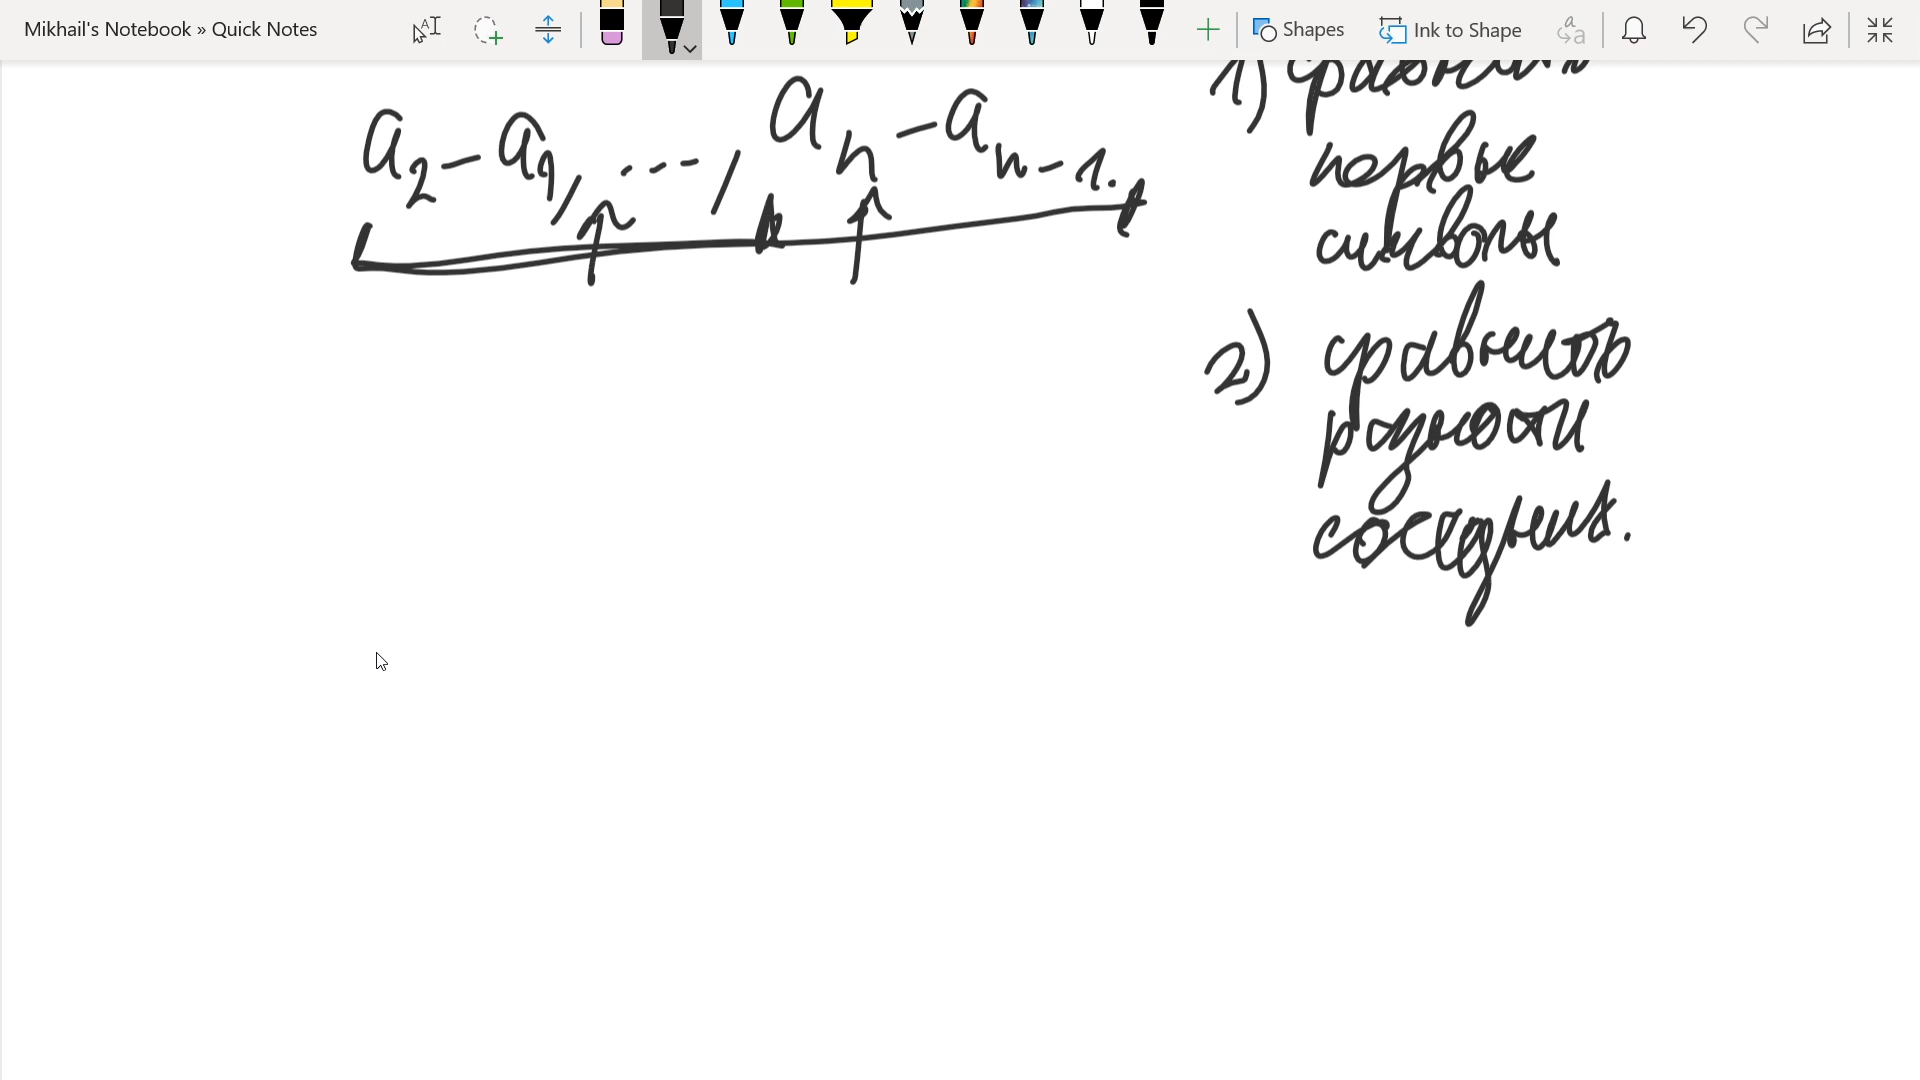 Mikhail's Notebook » Quick Notes
Shapes
Ink to Shape
a₂ - a₁, ..., aₙ - aₙ₋₁.
1) сравнить
первые
символы
2) сравнить
разности
соседних.